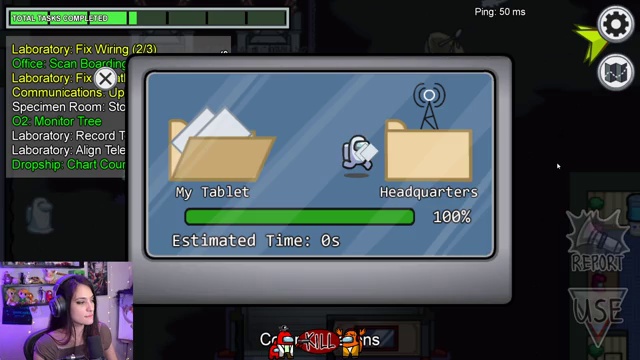 TOTAL TASKS COMPLETED
Ping: 50 ms
Laboratory: Fix Wiring (2/3)
Office: Scan Boarding
Laboratory: Fix
Communications: Up
Specimen Room: Sto
O2: Monitor Tree
Laboratory: Record T
Laboratory: Align Tele
Dropship: Chart Cour
My Tablet
Headquarters
100%
Estimated Time: 0s
REPORT
USE
KILL